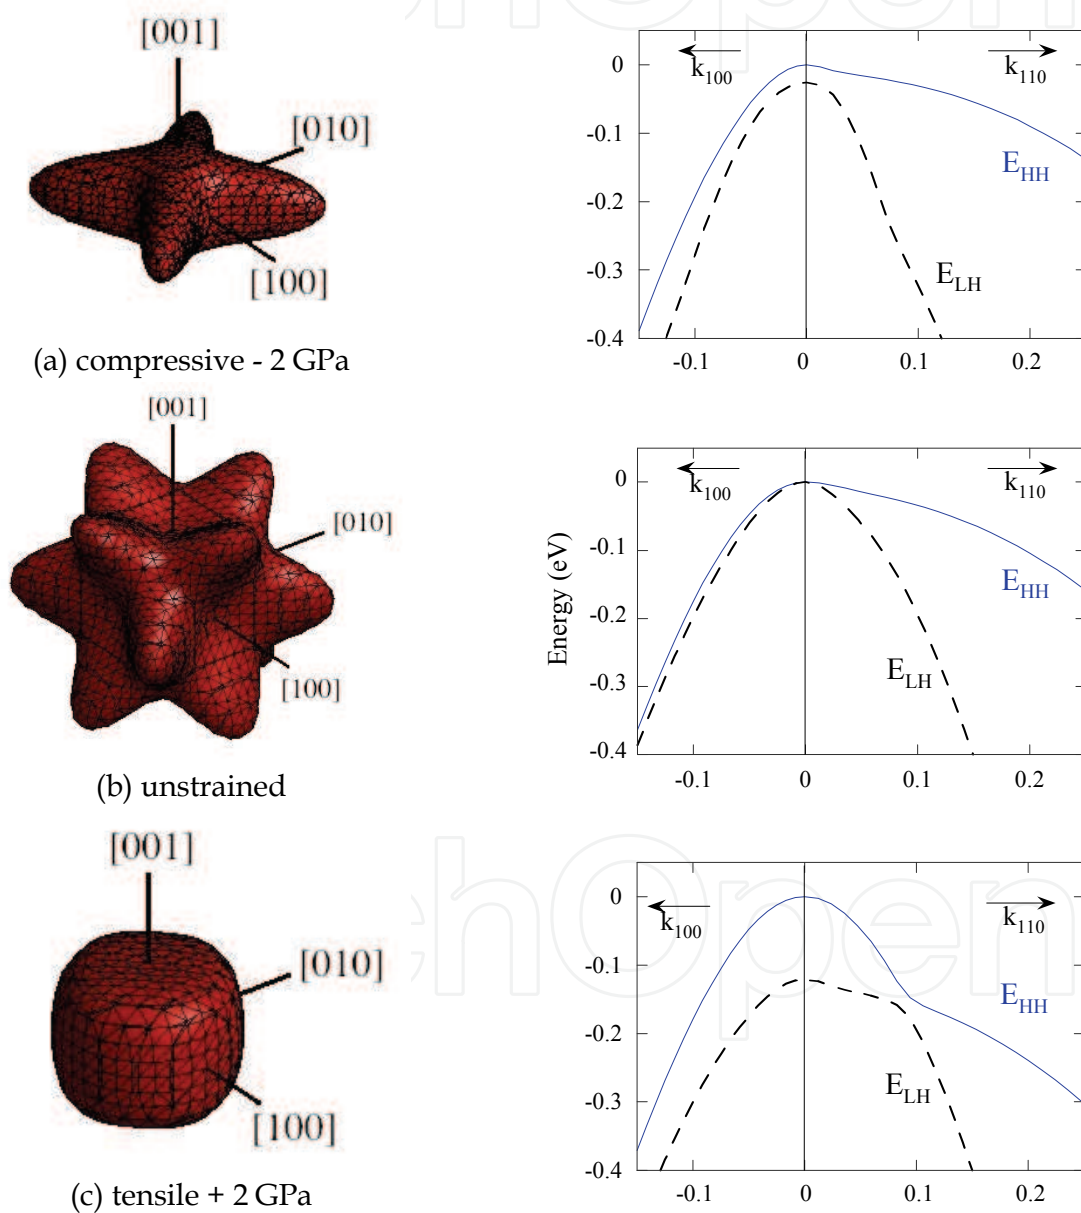 [001]
[010]
[100]
(a) compressive - 2 GPa
k100
k110
0
-0.1
-0.2
-0.3
-0.4
EHH
ELH
-0.1 0 0.1 0.2
[001]
[010]
[100]
(b) unstrained
Energy (eV)
k100
k110
0
-0.1
-0.2
-0.3
-0.4
EHH
ELH
-0.1 0 0.1 0.2
[001]
[010]
[100]
(c) tensile + 2 GPa
k100
k110
0
-0.1
-0.2
-0.3
-0.4
EHH
ELH
-0.1 0 0.1 0.2